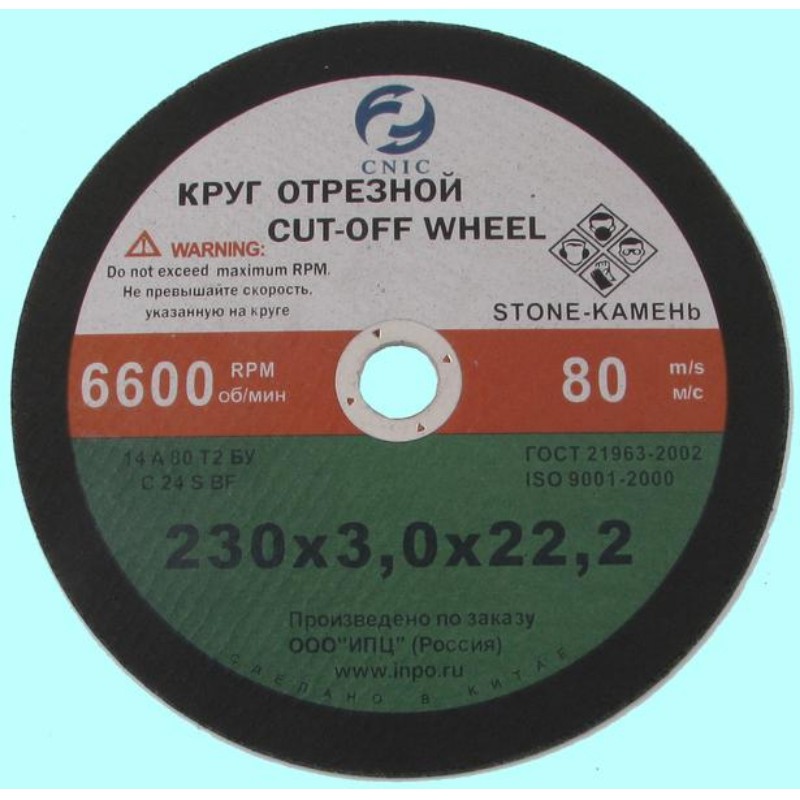 CNIC
КРУГ ОТРЕЗНОЙ
CUT-OFF WHEEL
WARNING:
Do not exceed maximum RPM.
Не превышайте скорость,
указанную на круге
STONE-КАМЕНЬ
6600 RPM
об/мин
80 m/s
м/с
14 А 80 Т2 БУ
C 24 S BF
ГОСТ 21963-2002
ISO 9001-2000
230x3,0x22,2
Произведено по заказу
ООО"ИПЦ" (Россия)
www.inpo.ru
СДЕЛАНО В КИТАЕ